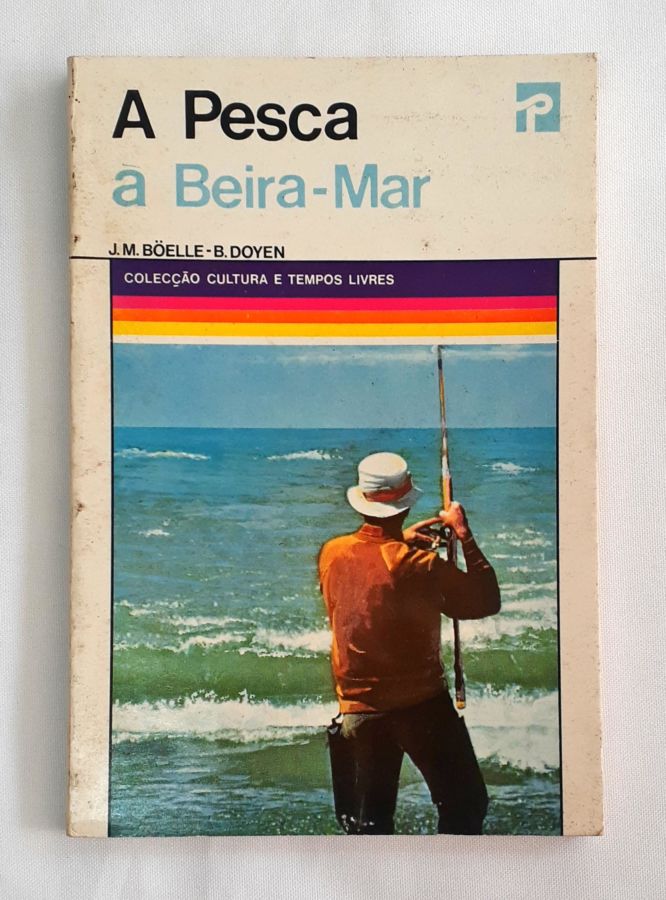 A Pesca
à Beira-Mar
J. M. BÖELLE - B. DOYEN
COLECÇÃO CULTURA E TEMPOS LIVRES